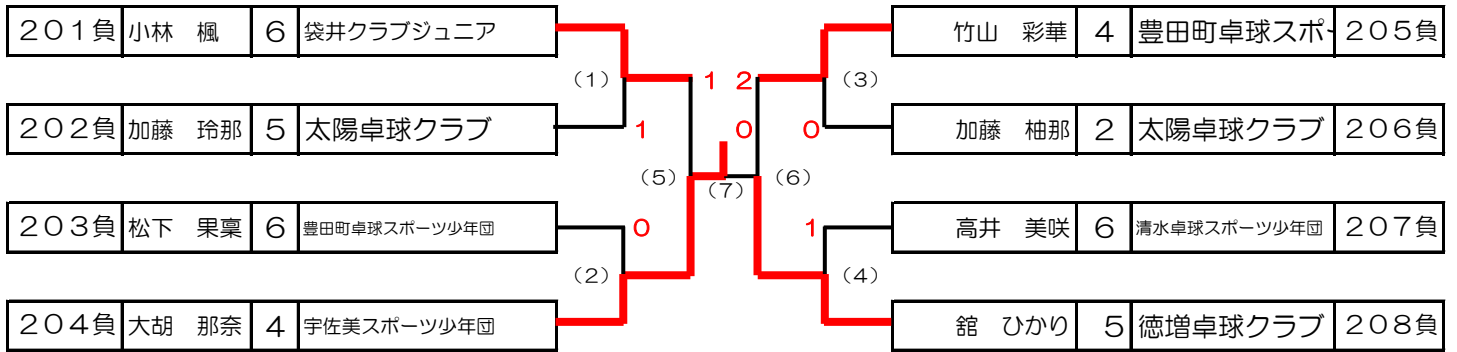 201負 小林 楓 6 袋井クラブジュニア
竹山 彩華 4 豊田町卓球スポー 205負
(1) 1 2 (3)
202負 加藤 玲那 5 太陽卓球クラブ 1
0 0 加藤 柚那 2 太陽卓球クラブ 206負
(5) (7) (6)
203負 松下 果稟 6 豊田町卓球スポーツ少年団 0
1 高井 美咲 6 清水卓球スポーツ少年団 207負
(2) (4)
204負 大胡 那奈 4 宇佐美スポーツ少年団
舘 ひかり 5 徳増卓球クラブ 208負